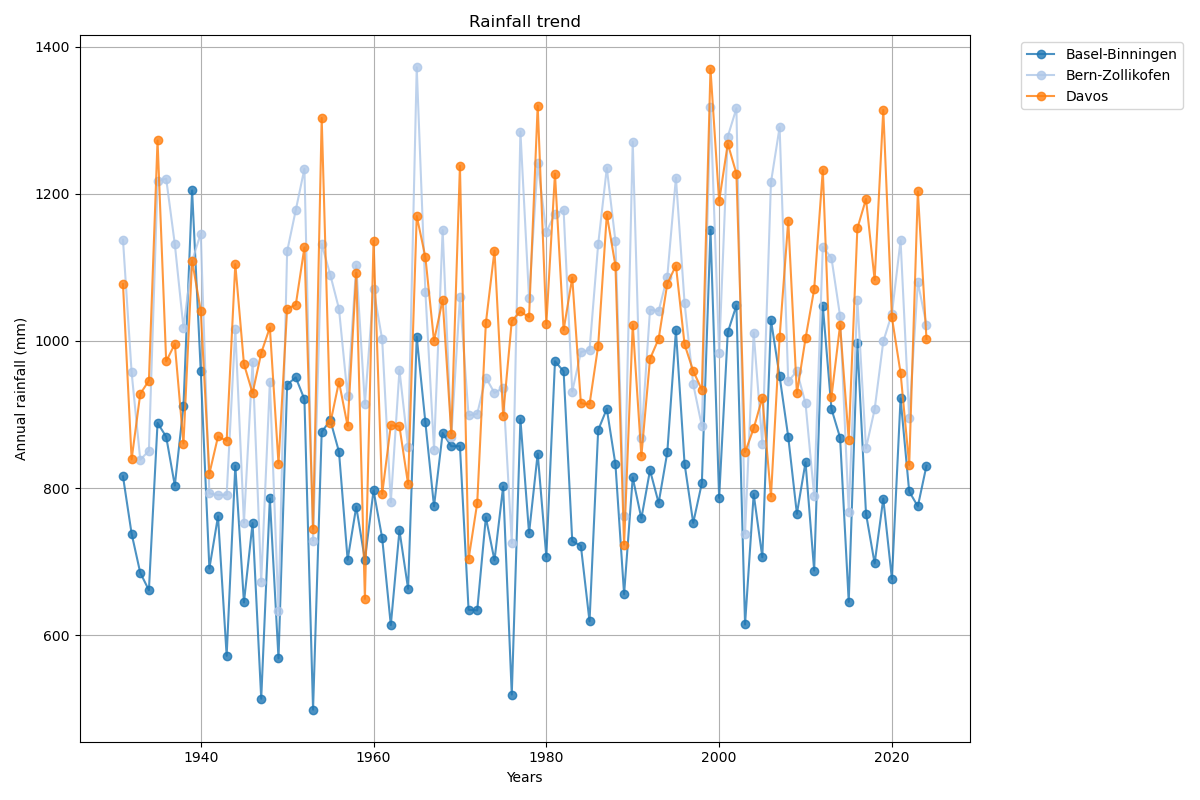 Rainfall trend
1400
1200
1000
800
600
Annual rainfall (mm)
1940
1960
1980
2000
2020
Years
Basel-Binningen
Bern-Zollikofen
Davos